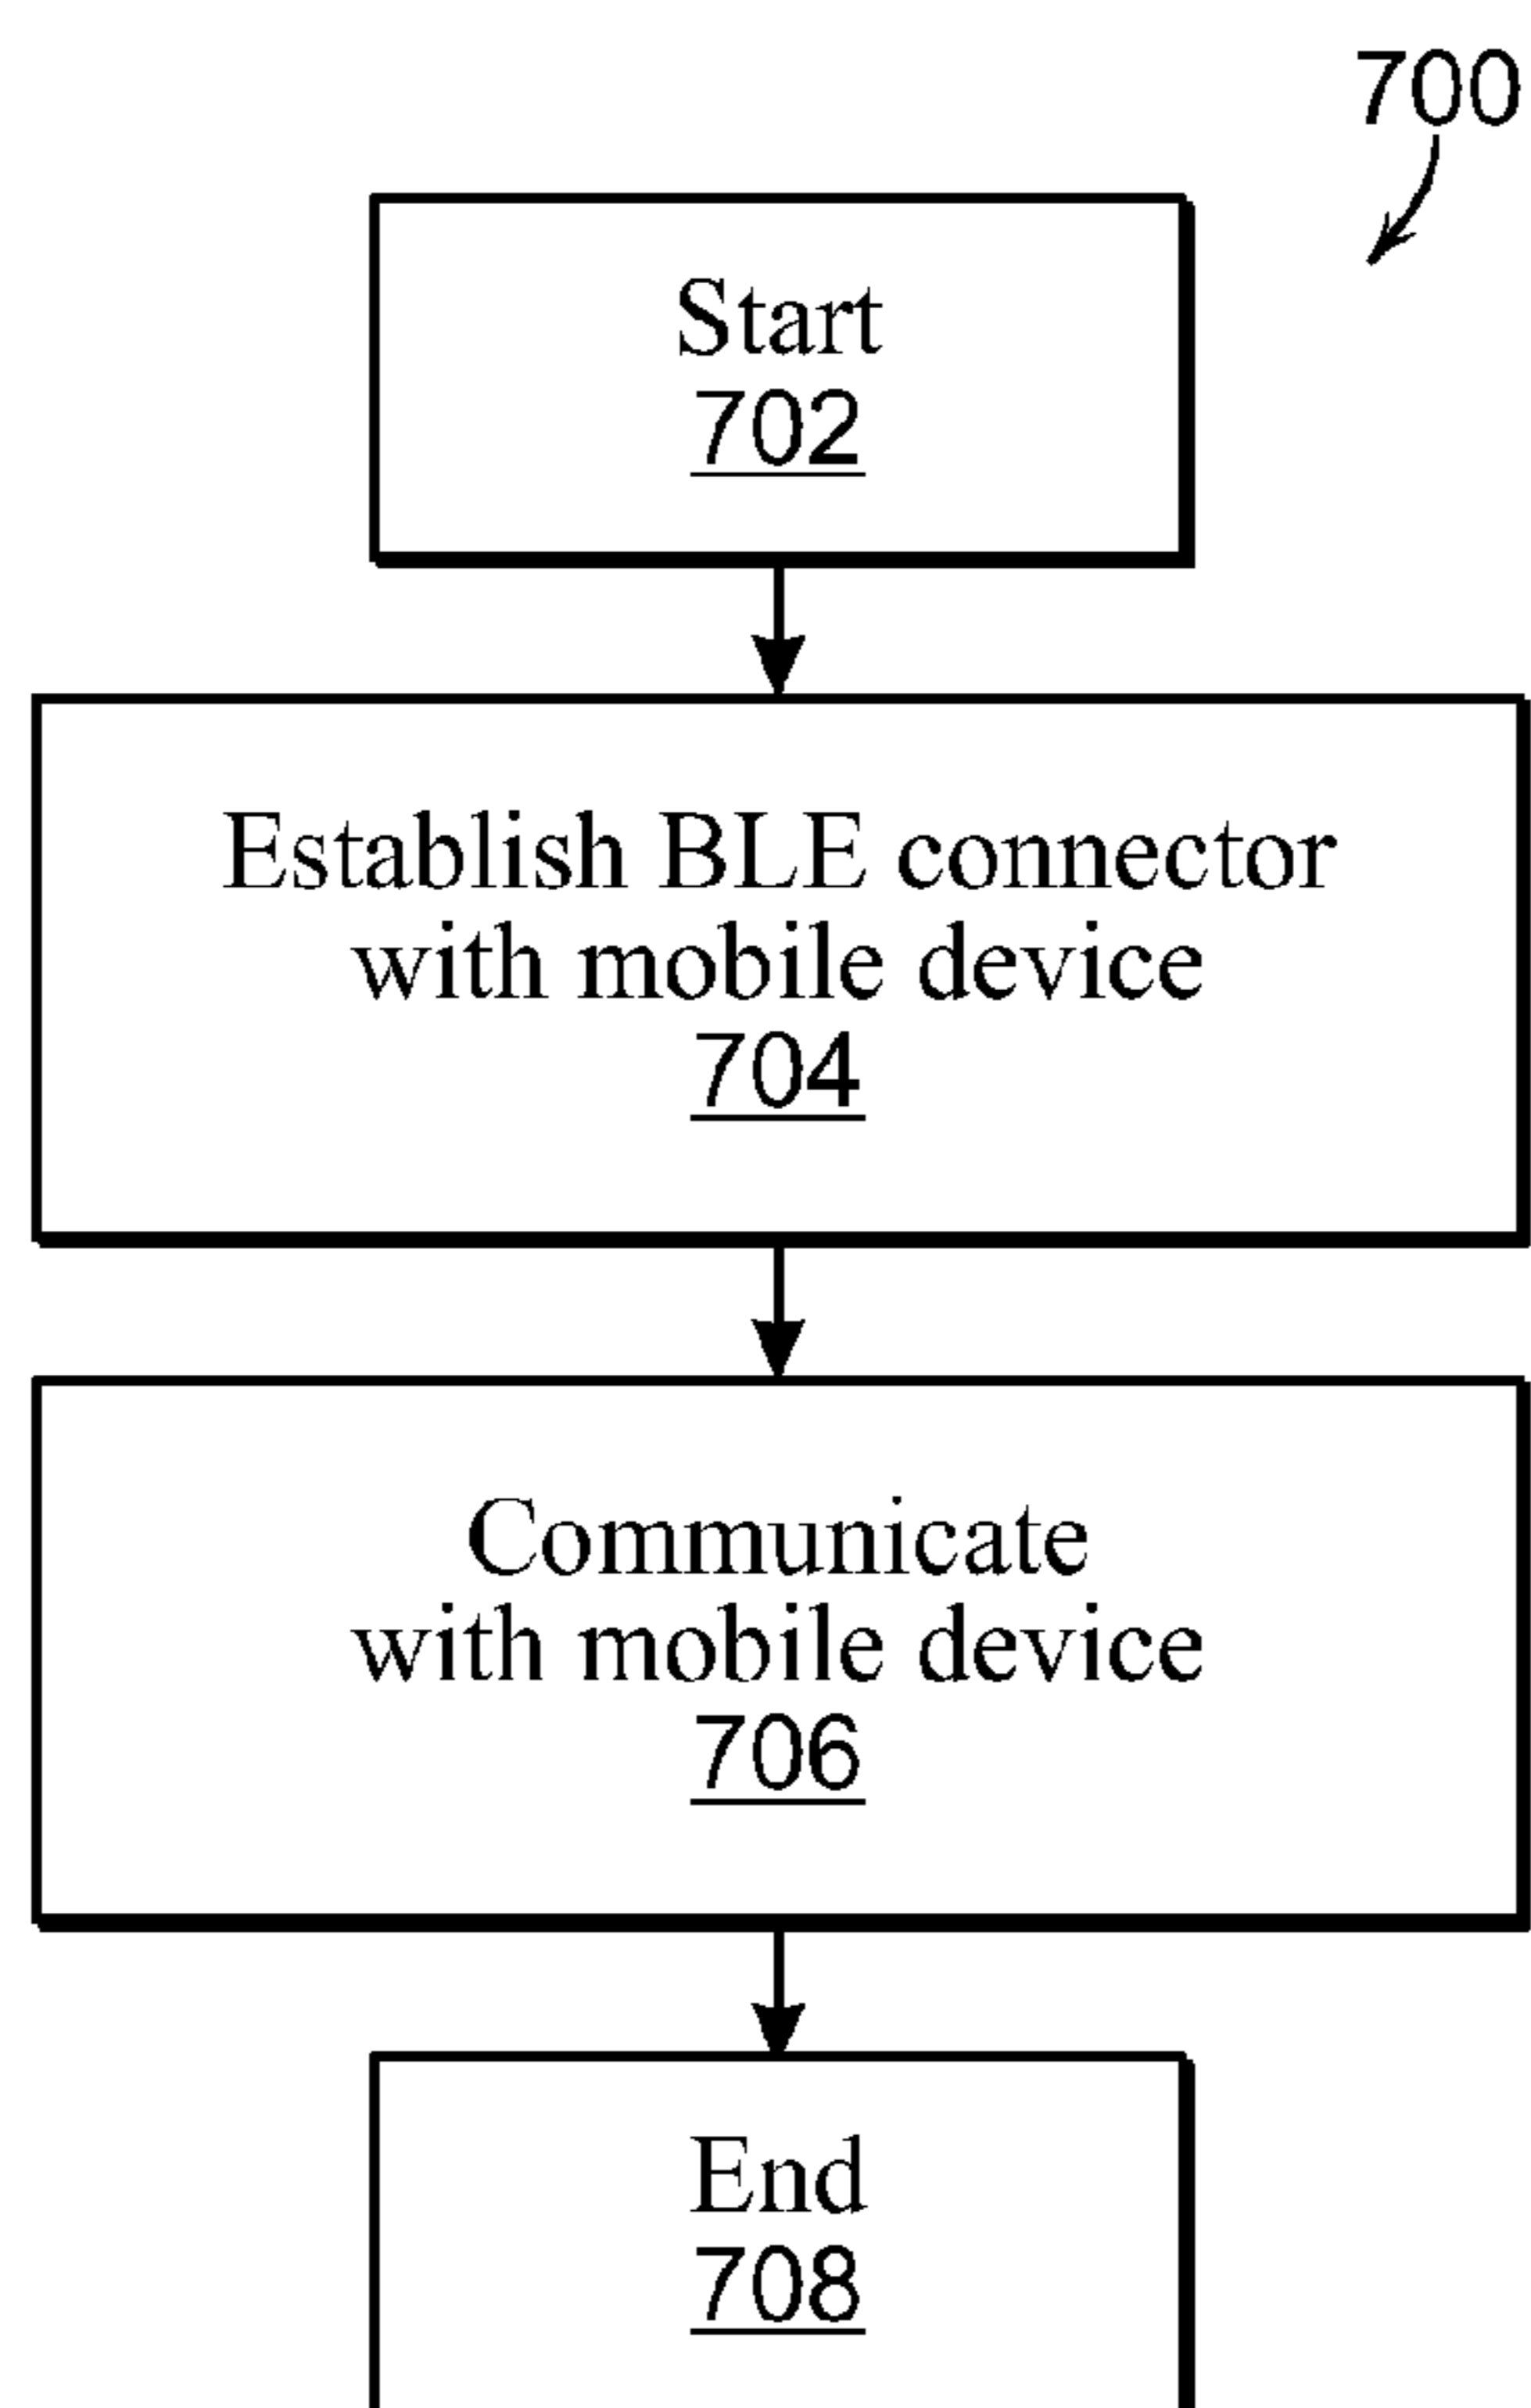 700
Start
702
Establish BLE connector
with mobile device
704
Communicate
with mobile device
706
End
708